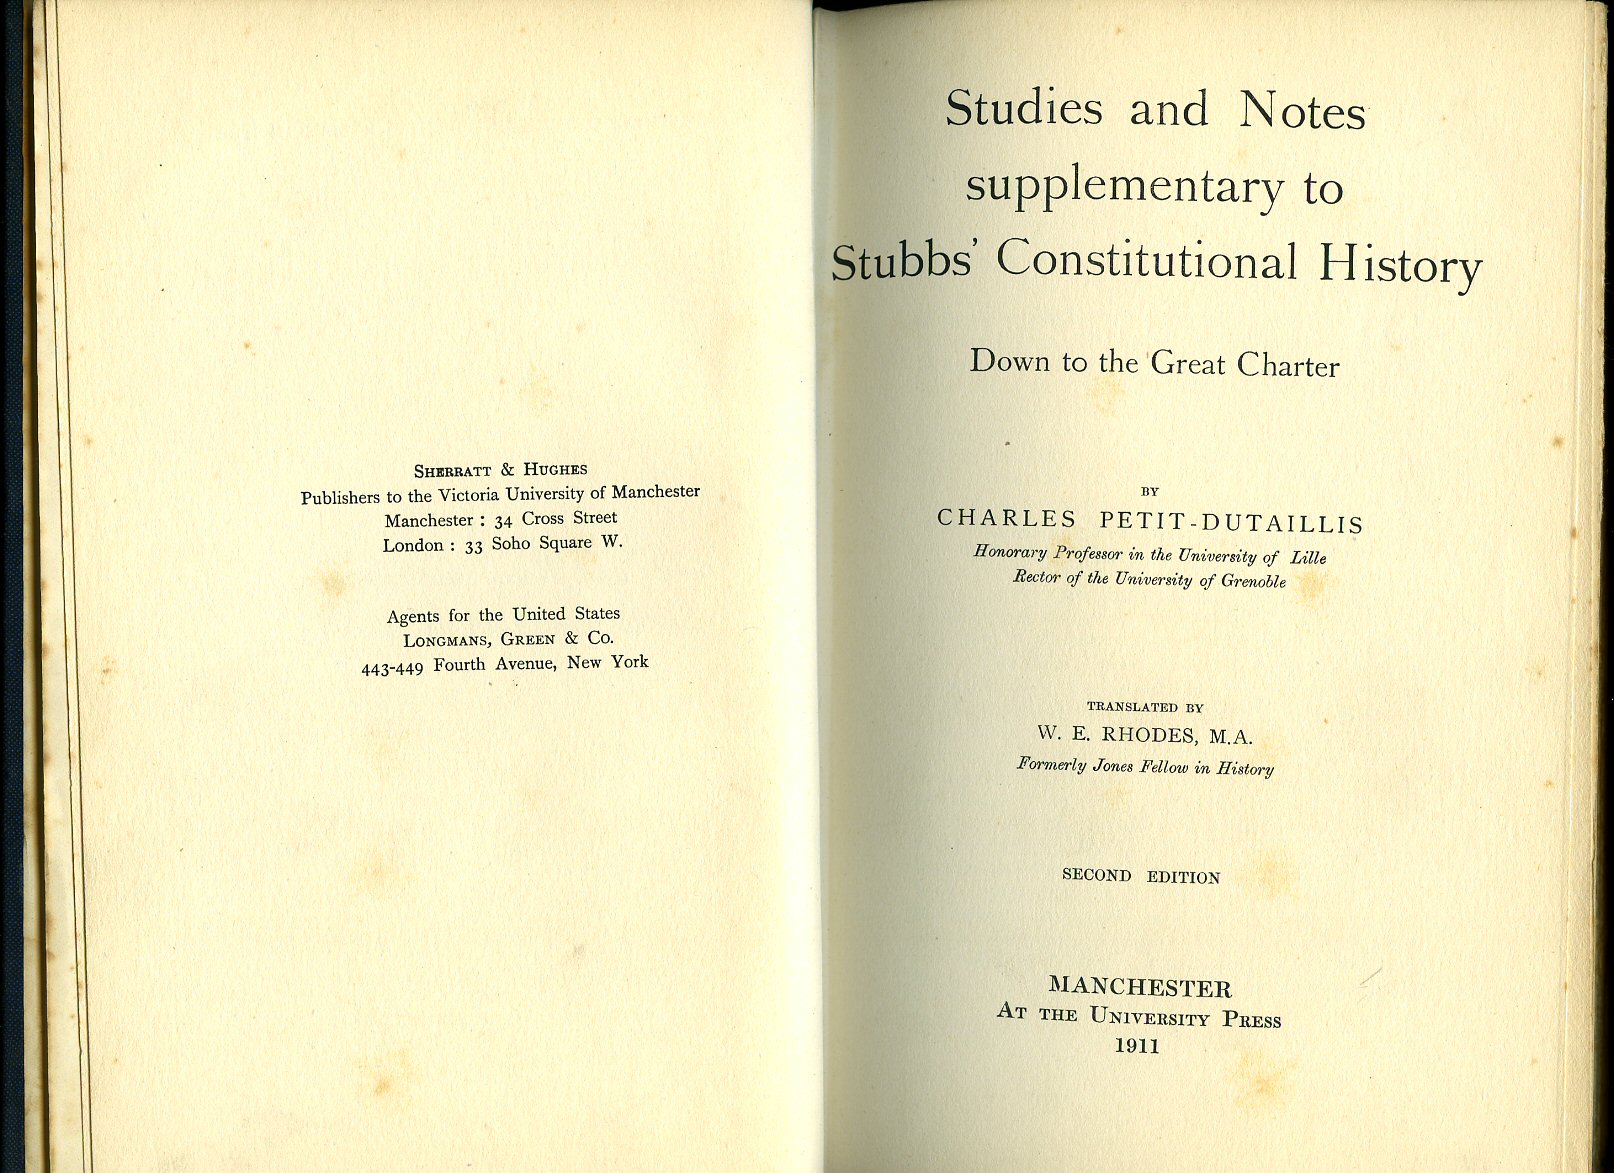 Sherratt & Hughes
Publishers to the Victoria University of Manchester
Manchester : 34 Cross Street
London : 33 Soho Square W.
Agents for the United States
Longmans, Green & Co.
443-449 Fourth Avenue, New York
Studies and Notes
supplementary to
Stubbs' Constitutional History
Down to the Great Charter
BY
CHARLES PETIT-DUTAILLIS
Honorary Professor in the University of Lille
Rector of the University of Grenoble
TRANSLATED BY
W. E. RHODES, M.A.
Formerly Jones Fellow in History
SECOND EDITION
MANCHESTER
At the University Press
1911